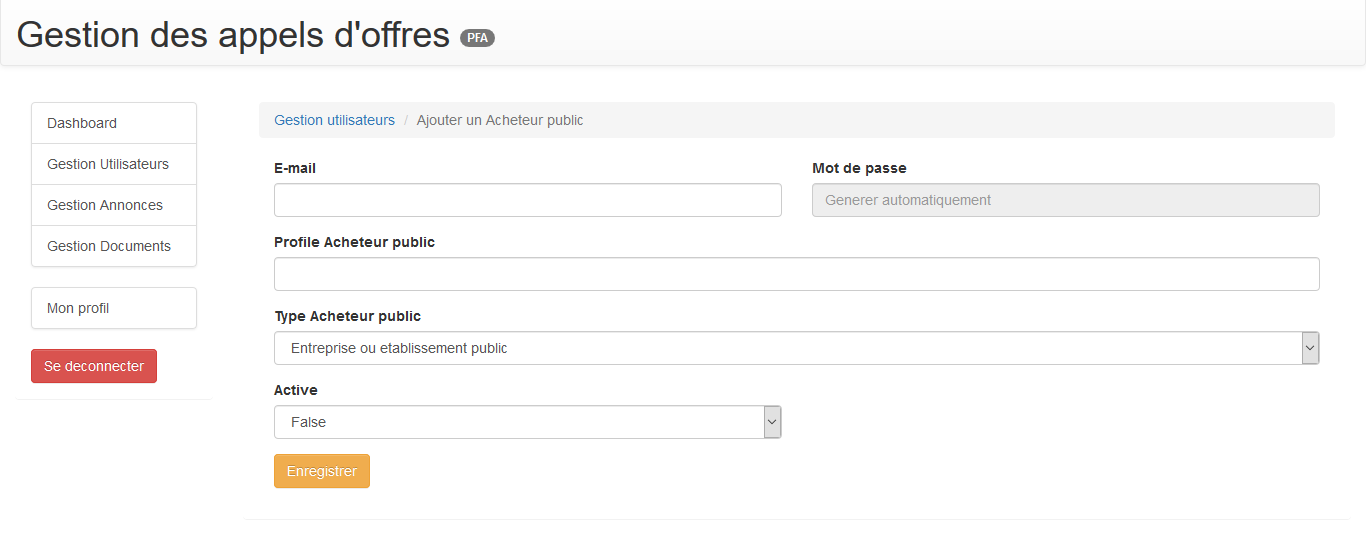 Gestion des appels d'offres PFA
Dashboard
Gestion Utilisateurs
Gestion Annonces
Gestion Documents
Mon profil
Se deconnecter
Gestion utilisateurs / Ajouter un Acheteur public
E-mail
Mot de passe
Generer automatiquement
Profile Acheteur public
Type Acheteur public
Entreprise ou etablissement public
Active
False
Enregistrer